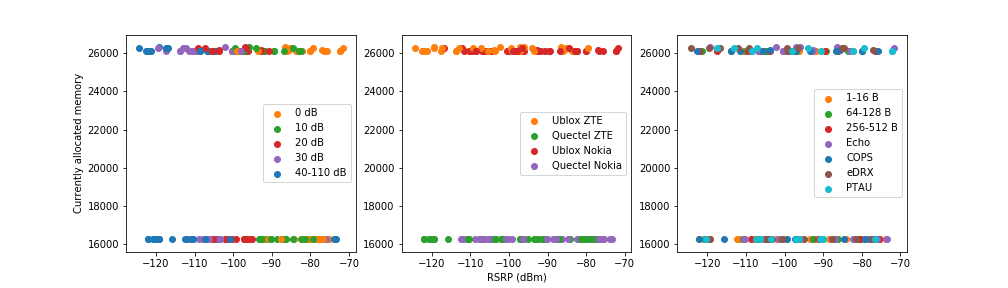 Currently allocated memory
26000
24000
22000
20000
18000
16000
0 dB
10 dB
20 dB
30 dB
40-110 dB
−120
−110
−100
−90
−80
−70
26000
24000
22000
20000
18000
16000
Ublox ZTE
Quectel ZTE
Ublox Nokia
Quectel Nokia
−120
−110
−100
−90
−80
−70
RSRP (dBm)
26000
24000
22000
20000
18000
16000
1-16 B
64-128 B
256-512 B
Echo
COPS
eDRX
PTAU
−120
−110
−100
−90
−80
−70